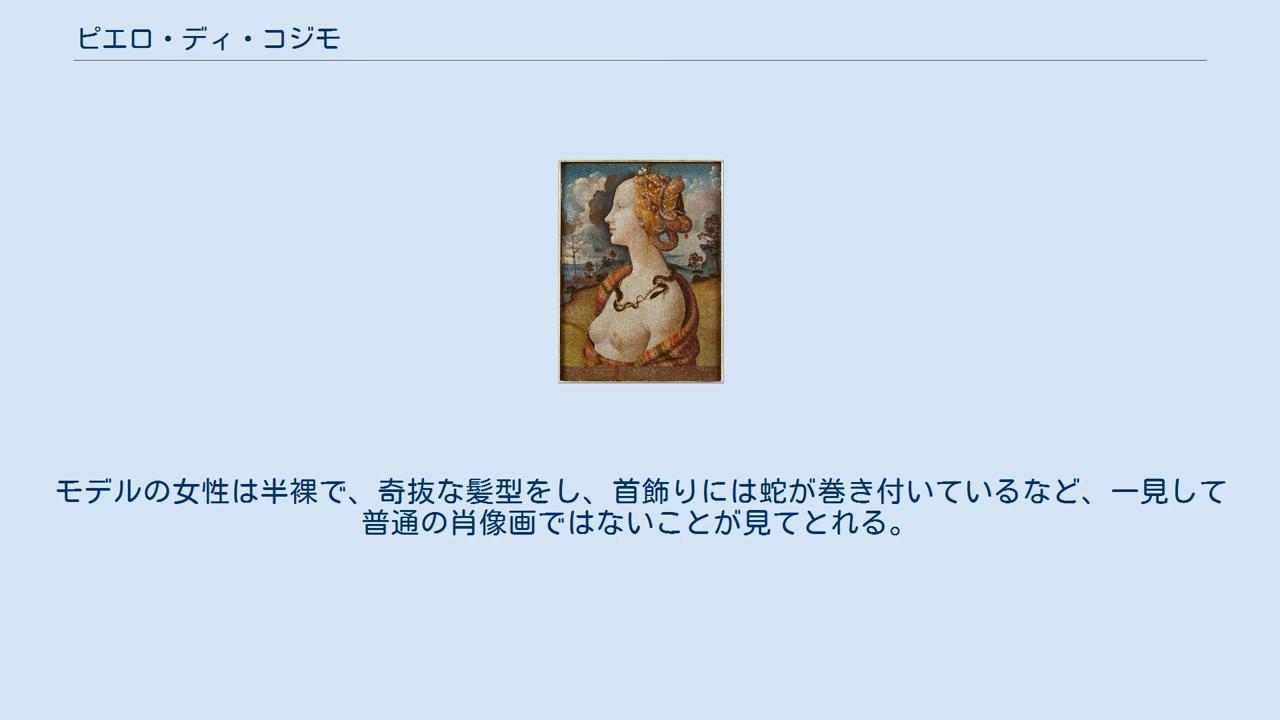 ピエロ・ディ・コジモ
モデルの女性は半裸で、奇抜な髪型をし、首飾りには蛇が巻き付いているなど、一見して
普通の肖像画ではないことが見てとれる。